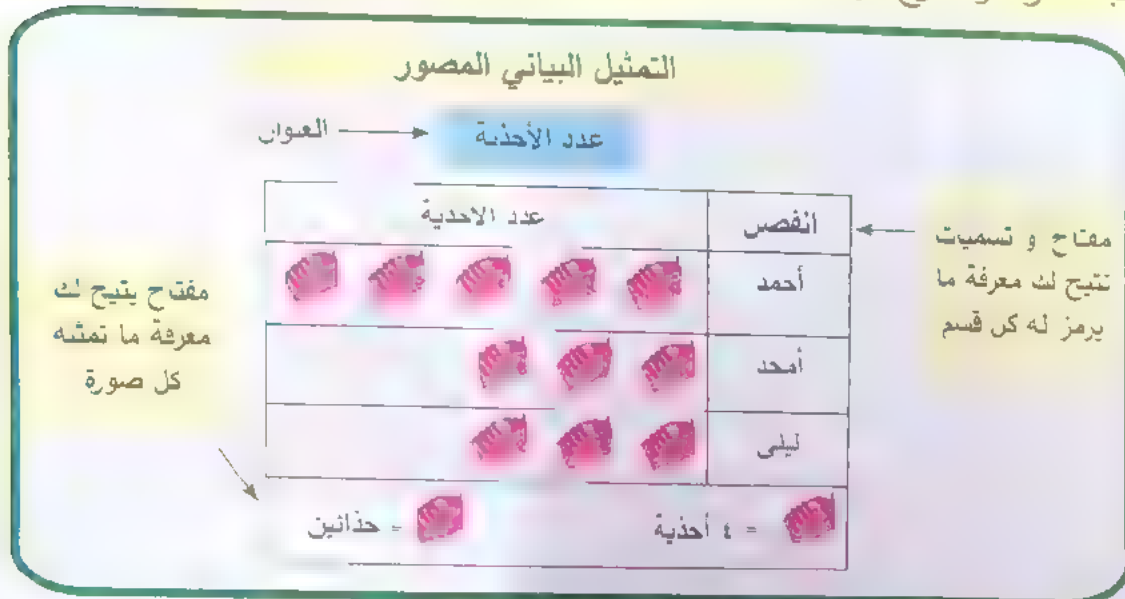 التمثيل البياني المصور
عدد الأحذية
العنوان
عدد الاحذية
مفتاح و تسميات
تتيح لك معرفة ما
يرمز له كل قسم
أحمد
أمجد
ليلى
مفتاح يتيح لك
معرفة ما تمثله
كل صورة
= ٤ أحذية
= حذائين